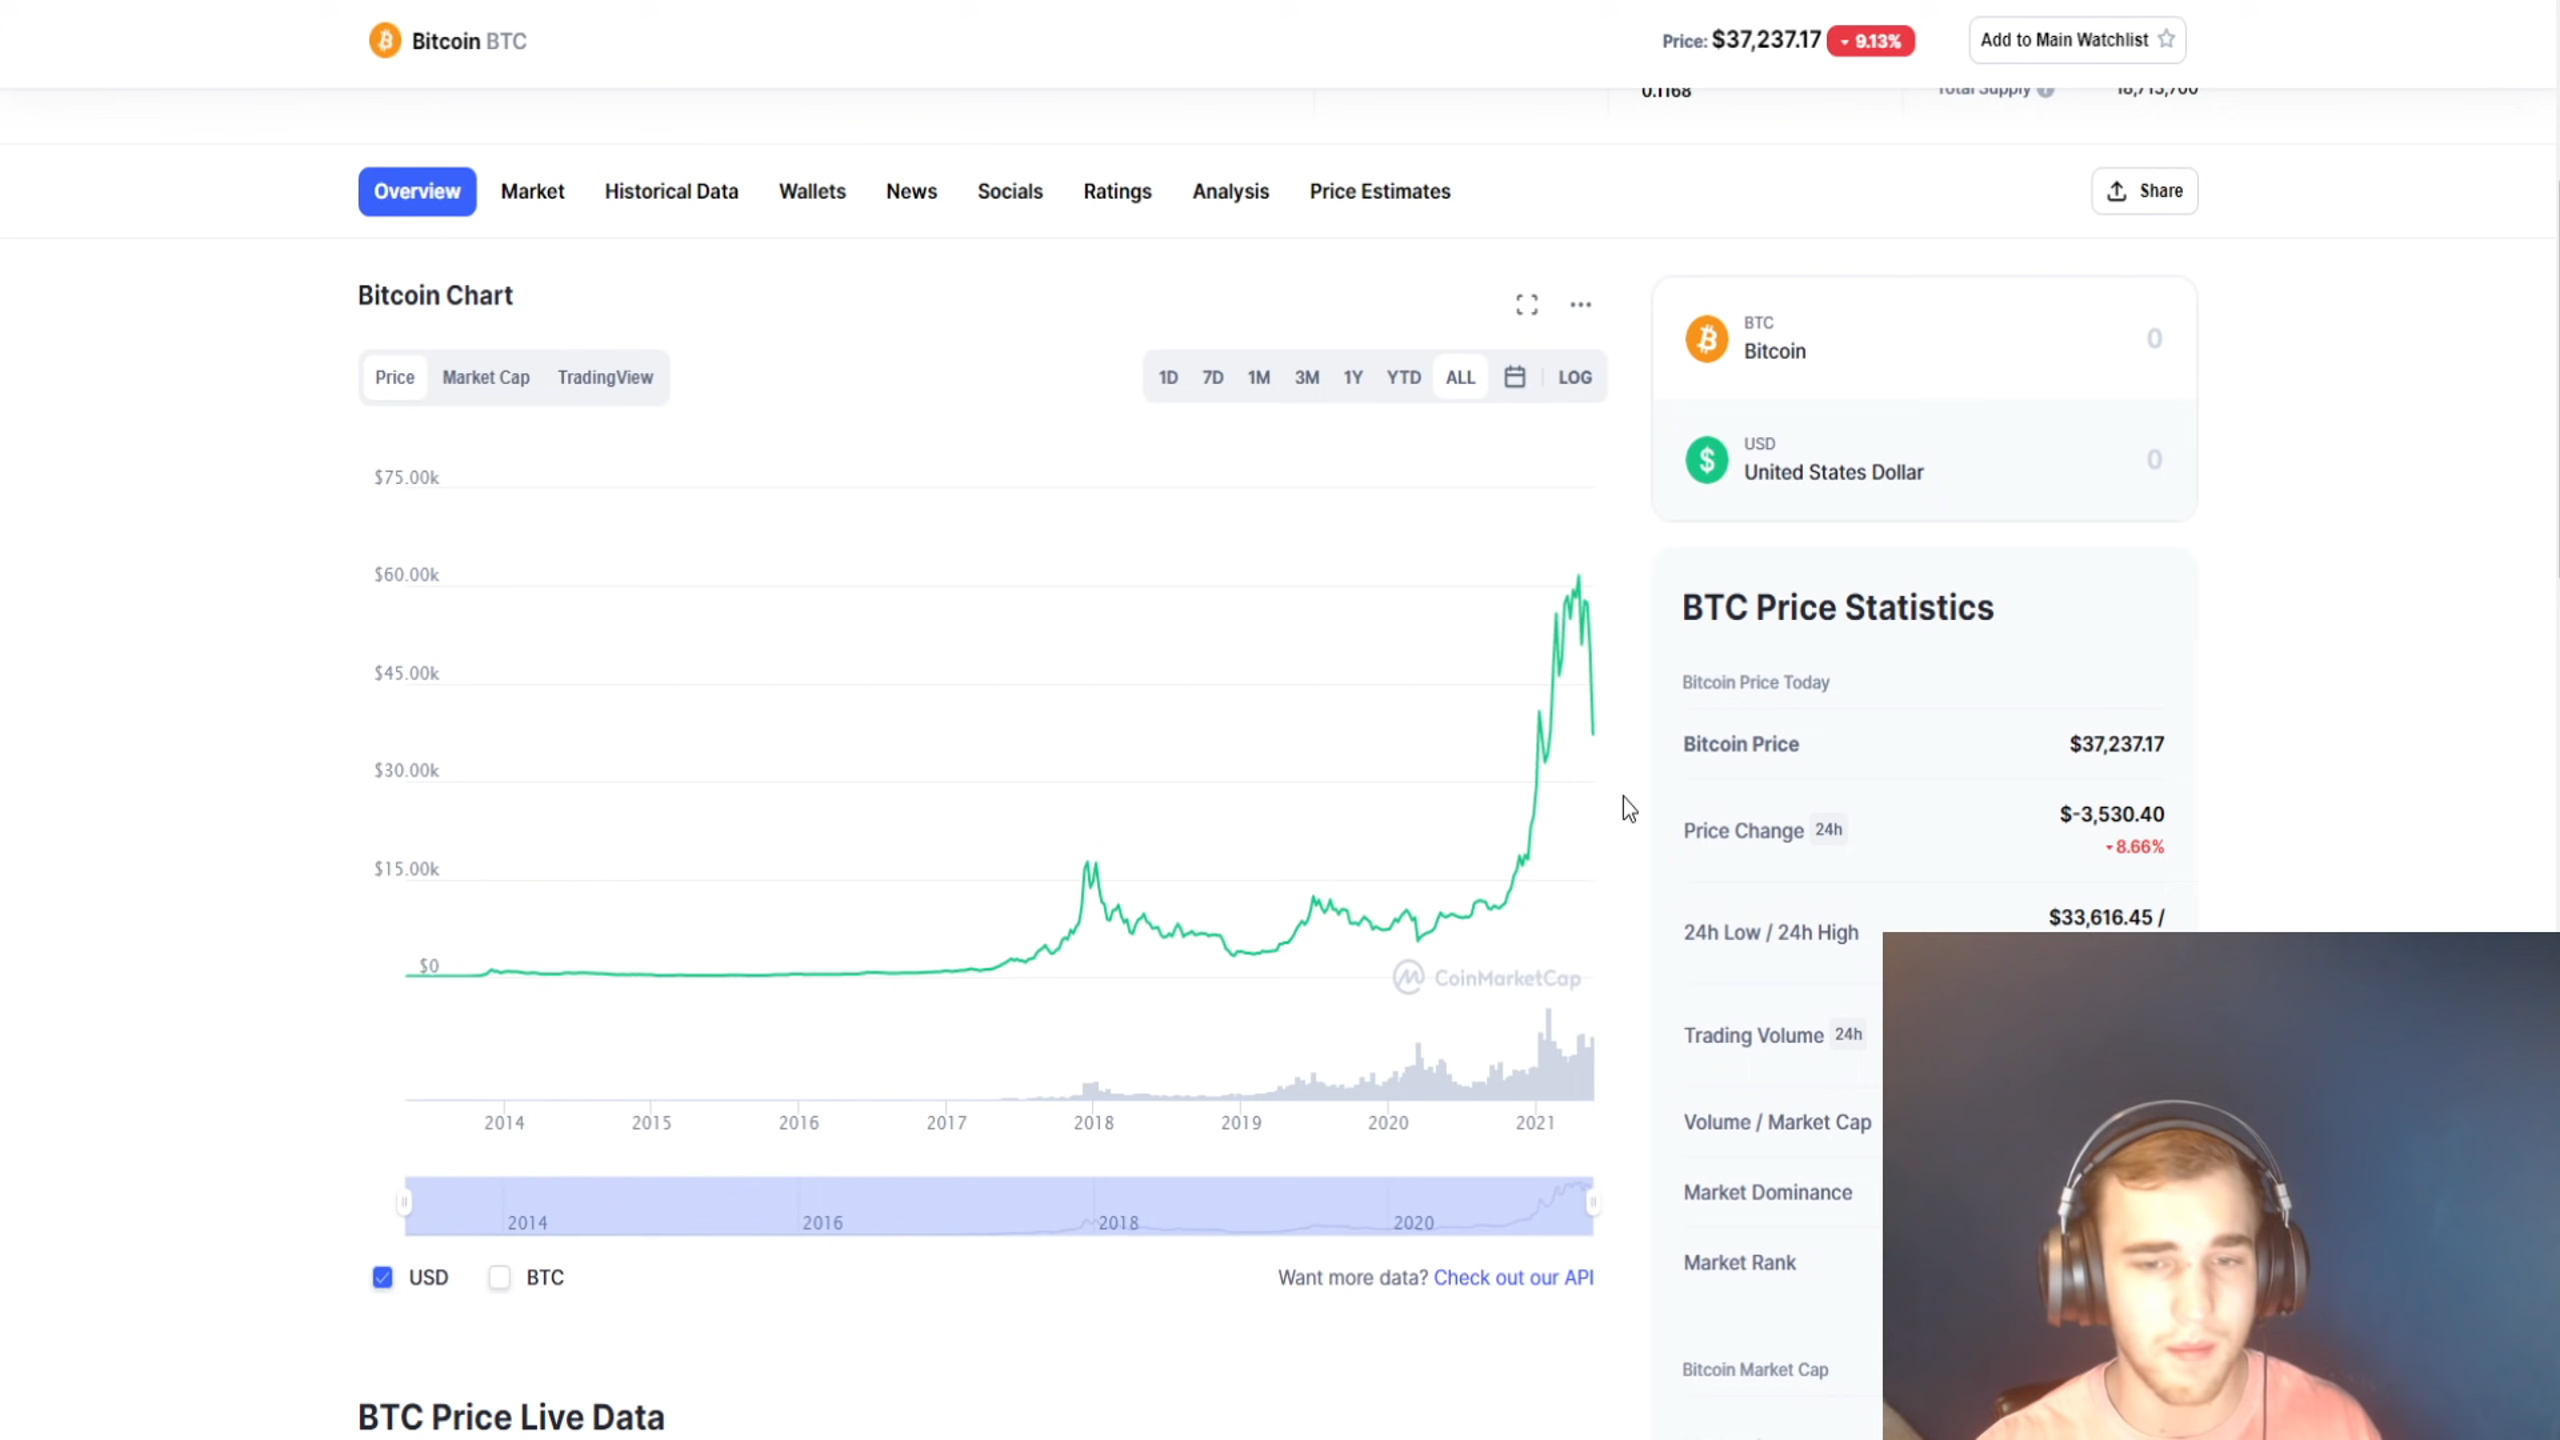 Bitcoin BTC
Price: $37,237.17 9.13%
Add to Main Watchlist
0.1168
Total Supply
18,713,700
Overview
Market
Historical Data
Wallets
News
Socials
Ratings
Analysis
Price Estimates
Share
Bitcoin Chart
Price
Market Cap
TradingView
1D
7D
1M
3M
1Y
YTD
ALL
LOG
$75.00k
$60.00k
$45.00k
$30.00k
$15.00k
$0
CoinMarketCap
2014
2015
2016
2017
2018
2019
2020
2021
2014
2016
2018
2020
USD
BTC
Want more data? Check out our API
BTC Price Live Data
BTC
Bitcoin
0
USD
United States Dollar
0
BTC Price Statistics
Bitcoin Price Today
Bitcoin Price
$37,237.17
Price Change 24h
$-3,530.40
8.66%
24h Low / 24h High
$33,616.45 /
Trading Volume 24h
Volume / Market Cap
Market Dominance
Market Rank
Bitcoin Market Cap